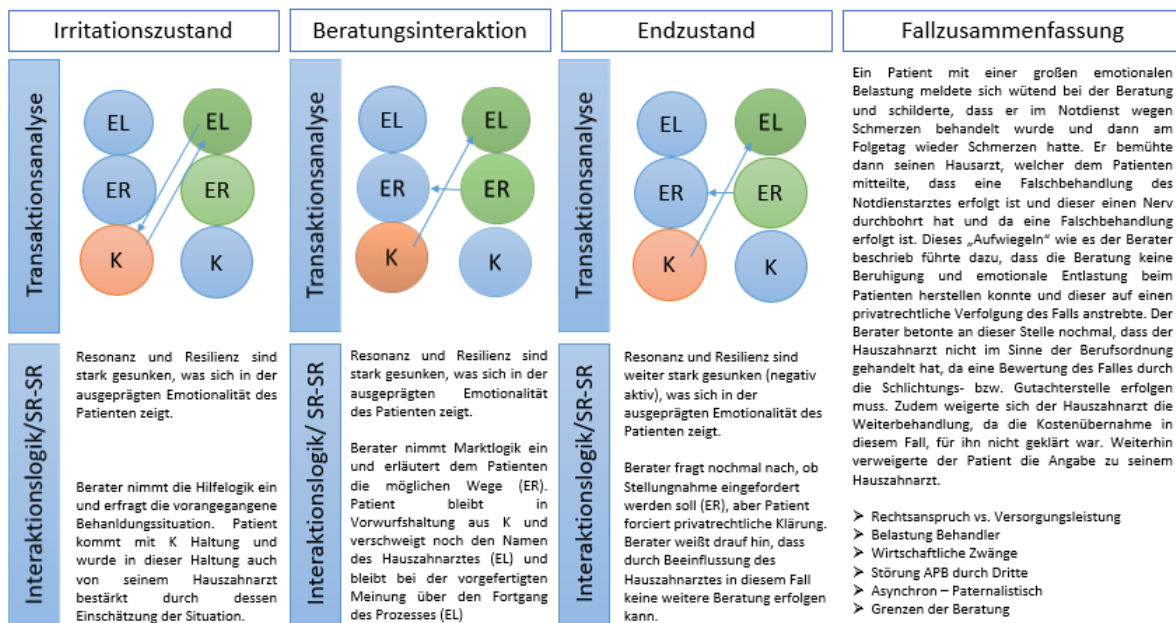 Irritationszustand
Transaktionsanalyse
EL
EL
ER
ER
K
K
Interaktionslogik/SR-SR
Resonanz und Resilienz sind
stark gesunken, was sich in der
ausgeprägten Emotionalität des
Patienten zeigt.
Berater nimmt die Hilfelogik ein
und erfragt die vorangegangene
Behanldungssituation. Patient
kommt mit K Haltung und
wurde in dieser Haltung auch
von seinem Hauszahnarzt
bestärkt durch dessen
Einschätzung der Situation.
Beratungsinteraktion
Transaktionsanalyse
EL
EL
ER
ER
K
K
Interaktionslogik/ SR-SR
Resonanz und Resilienz sind
stark gesunken, was sich in der
ausgeprägten Emotionalität
des Patienten zeigt.
Berater nimmt Marktlogik ein
und erläutert dem Patienten
die möglichen Wege (ER).
Patient bleibt in
Vorwurfshaltung aus K und
verschweigt noch den Namen
des Hauszahnarztes (EL) und
bleibt bei der vorgefertigten
Meinung über den Fortgang
des Prozesses (EL)
Endzustand
Transaktionsanalyse
EL
EL
ER
ER
K
K
Interaktionslogik/SR-SR
Resonanz und Resilienz sind
weiter stark gesunken (negativ
aktiv), was sich in der
ausgeprägten Emotionalität des
Patienten zeigt.
Berater fragt nochmal nach, ob
Stellungnahme eingefordert
werden soll (ER), aber Patient
forciert privatrechtliche Klärung.
Berater weißt drauf hin, dass
durch Beeinflussung des
Hauszahnarztes in diesem Fall
keine weitere Beratung erfolgen
kann.
Fallzusammenfassung
Ein Patient mit einer großen emotionalen
Belastung meldete sich wütend bei der Beratung
und schilderte, dass er im Notdienst wegen
Schmerzen behandelt wurde und dann am
Folgetag wieder Schmerzen hatte. Er bemühte
dann seinen Hausarzt, welcher dem Patienten
mitteilte, dass eine Falschbehandlung des
Notdienstarztes erfolgt ist und dieser einen Nerv
durchbohrt hat und da eine Falschbehandlung
erfolgt ist. Dieses „Aufwiegeln“ wie es der Berater
beschrieb führte dazu, dass die Beratung keine
Beruhigung und emotionale Entlastung beim
Patienten herstellen konnte und dieser auf einen
privatrechtliche Verfolgung des Falls anstrebte. Der
Berater betonte an dieser Stelle nochmal, dass der
Hauszahnarzt nicht im Sinne der Berufsordnung
gehandelt hat, da eine Bewertung des Falles durch
die Schlichtungs- bzw. Gutachterstelle erfolgen
muss. Zudem weigerte sich der Hauszahnarzt die
Weiterbehandlung, da die Kostenübernahme in
diesem Fall, für ihn nicht geklärt war. Weiterhin
verweigerte der Patient die Angabe zu seinem
Hauszahnarzt.
➢ Rechtsanspruch vs. Versorgungsleistung
➢ Belastung Behandler
➢ Wirtschaftliche Zwänge
➢ Störung APB durch Dritte
➢ Asynchron – Paternalistisch
➢ Grenzen der Beratung